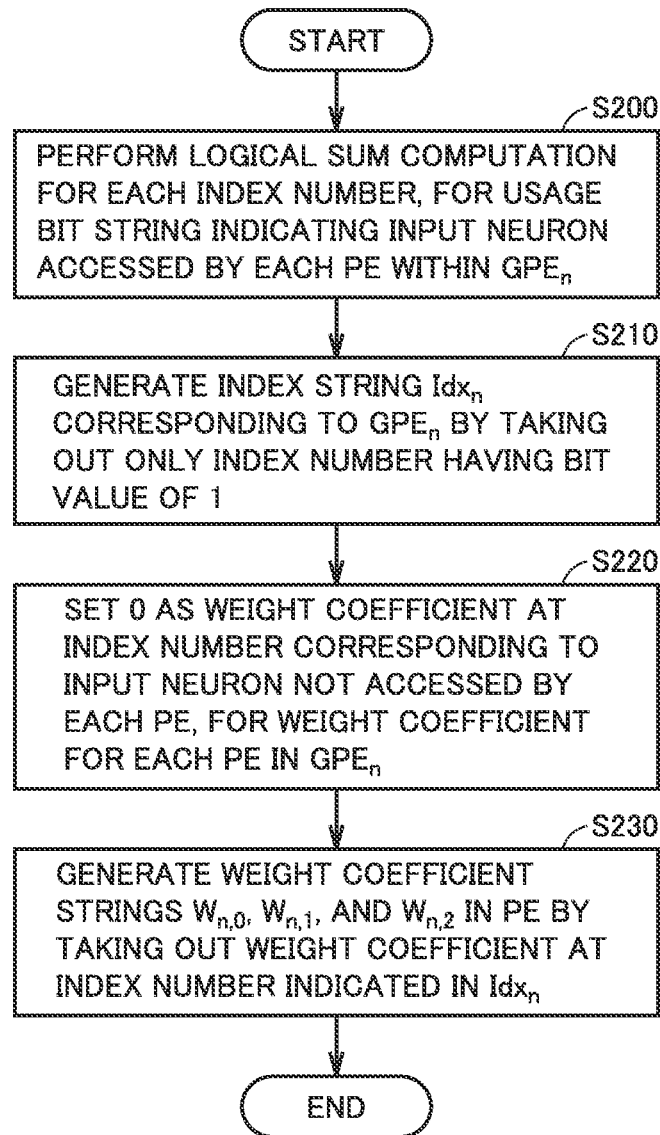 START
S200
PERFORM LOGICAL SUM COMPUTATION
FOR EACH INDEX NUMBER, FOR USAGE
BIT STRING INDICATING INPUT NEURON
ACCESSED BY EACH PE WITHIN GPEₙ
S210
GENERATE INDEX STRING Idxₙ
CORRESPONDING TO GPEₙ BY TAKING
OUT ONLY INDEX NUMBER HAVING BIT
VALUE OF 1
S220
SET 0 AS WEIGHT COEFFICIENT AT
INDEX NUMBER CORRESPONDING TO
INPUT NEURON NOT ACCESSED BY
EACH PE, FOR WEIGHT COEFFICIENT
FOR EACH PE IN GPEₙ
S230
GENERATE WEIGHT COEFFICIENT
STRINGS Wₙ,₀, Wₙ,₁, AND Wₙ,₂ IN PE BY
TAKING OUT WEIGHT COEFFICIENT AT
INDEX NUMBER INDICATED IN Idxₙ
END